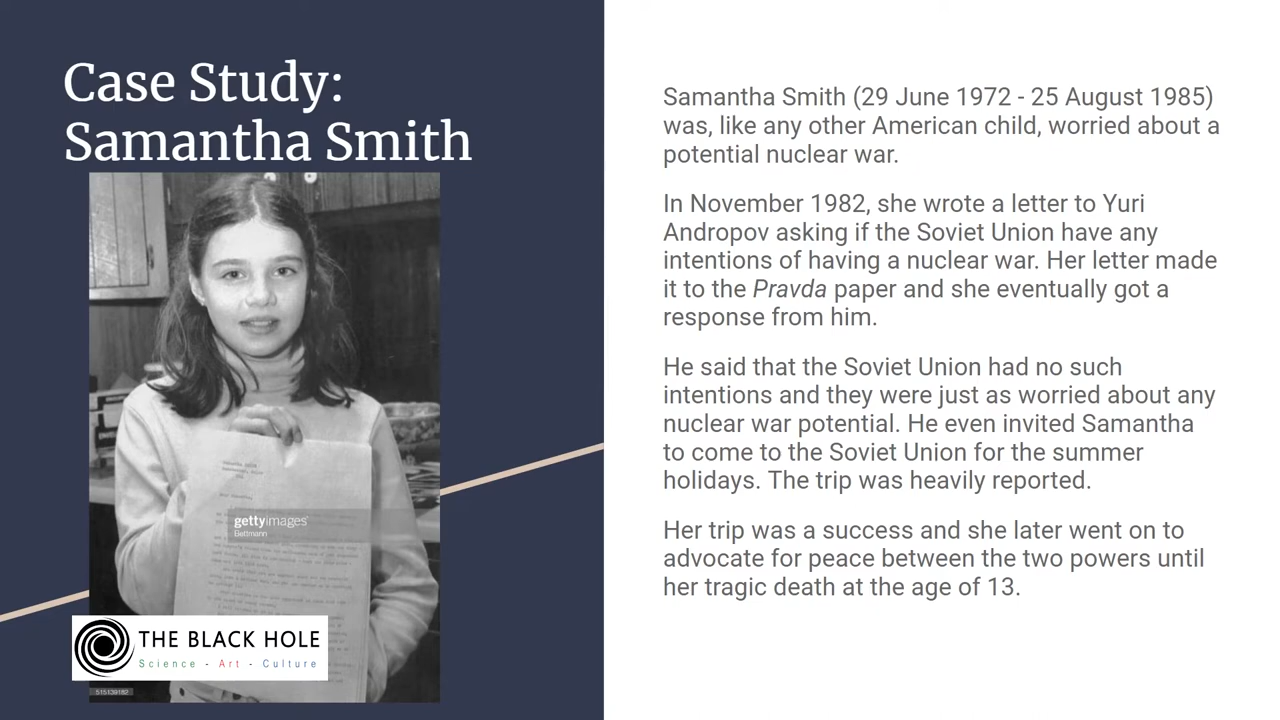 Case Study:
Samantha Smith
gettyimages®
Bettmann
THE BLACK HOLE
Science - Art - Culture
515139182
Samantha Smith (29 June 1972 - 25 August 1985)
was, like any other American child, worried about a
potential nuclear war.
In November 1982, she wrote a letter to Yuri
Andropov asking if the Soviet Union have any
intentions of having a nuclear war. Her letter made
it to the Pravda paper and she eventually got a
response from him.
He said that the Soviet Union had no such
intentions and they were just as worried about any
nuclear war potential. He even invited Samantha
to come to the Soviet Union for the summer
holidays. The trip was heavily reported.
Her trip was a success and she later went on to
advocate for peace between the two powers until
her tragic death at the age of 13.